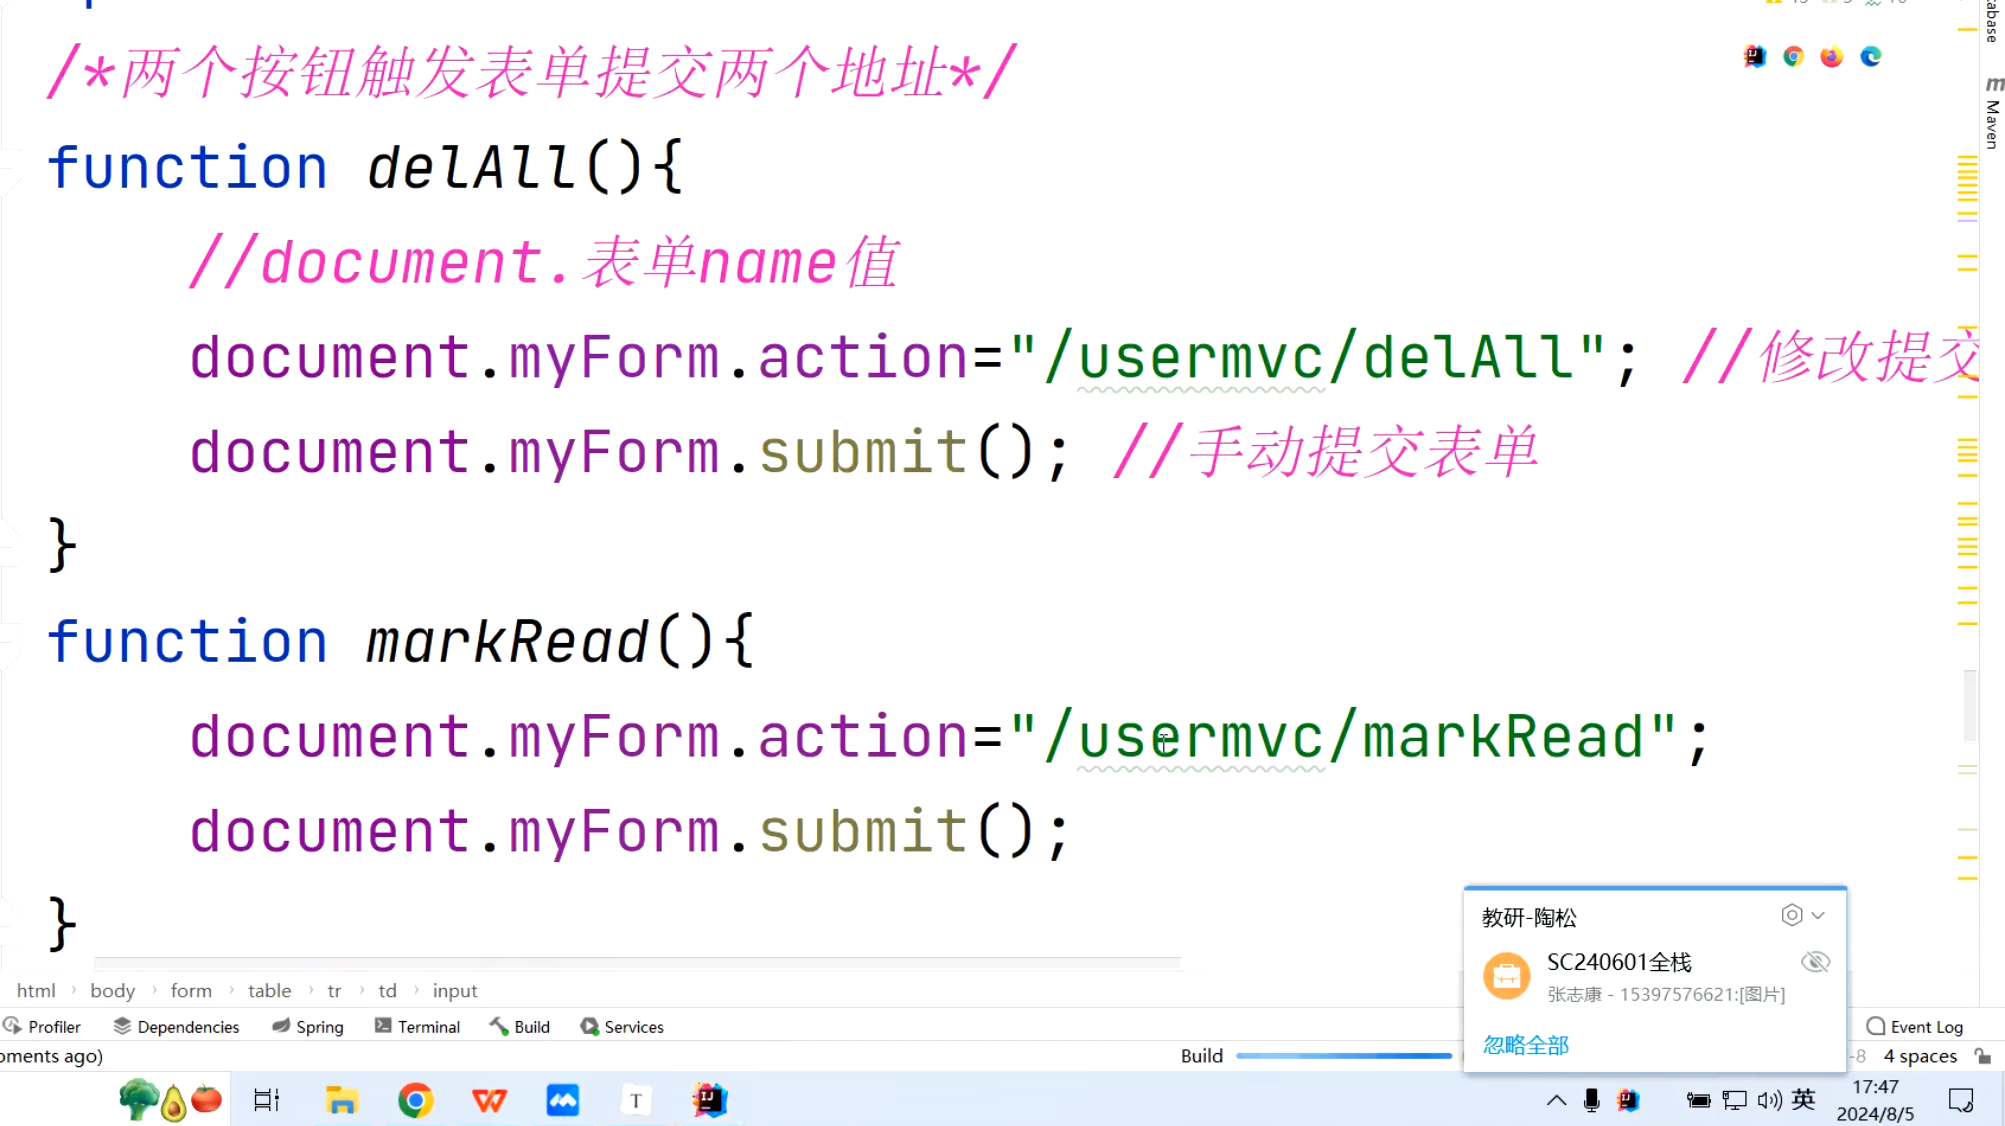 /*两个按钮触发表单提交两个地址*/
function delAll(){
//document.表单name值
document.myForm.action="/usermvc/delAll"; //修改提交
document.myForm.submit(); //手动提交表单
}
function markRead(){
document.myForm.action="/usermvc/markRead";
document.myForm.submit();
}
Maven
html
body
form
table
tr
td
input
Profiler
Dependencies
Spring
Terminal
Build
Services
Event Log
oments ago)
Build
-8
4 spaces
教研-陶松
SC240601全栈
张志康 - 15397576621:[图片]
忽略全部
英
17:47
2024/8/5